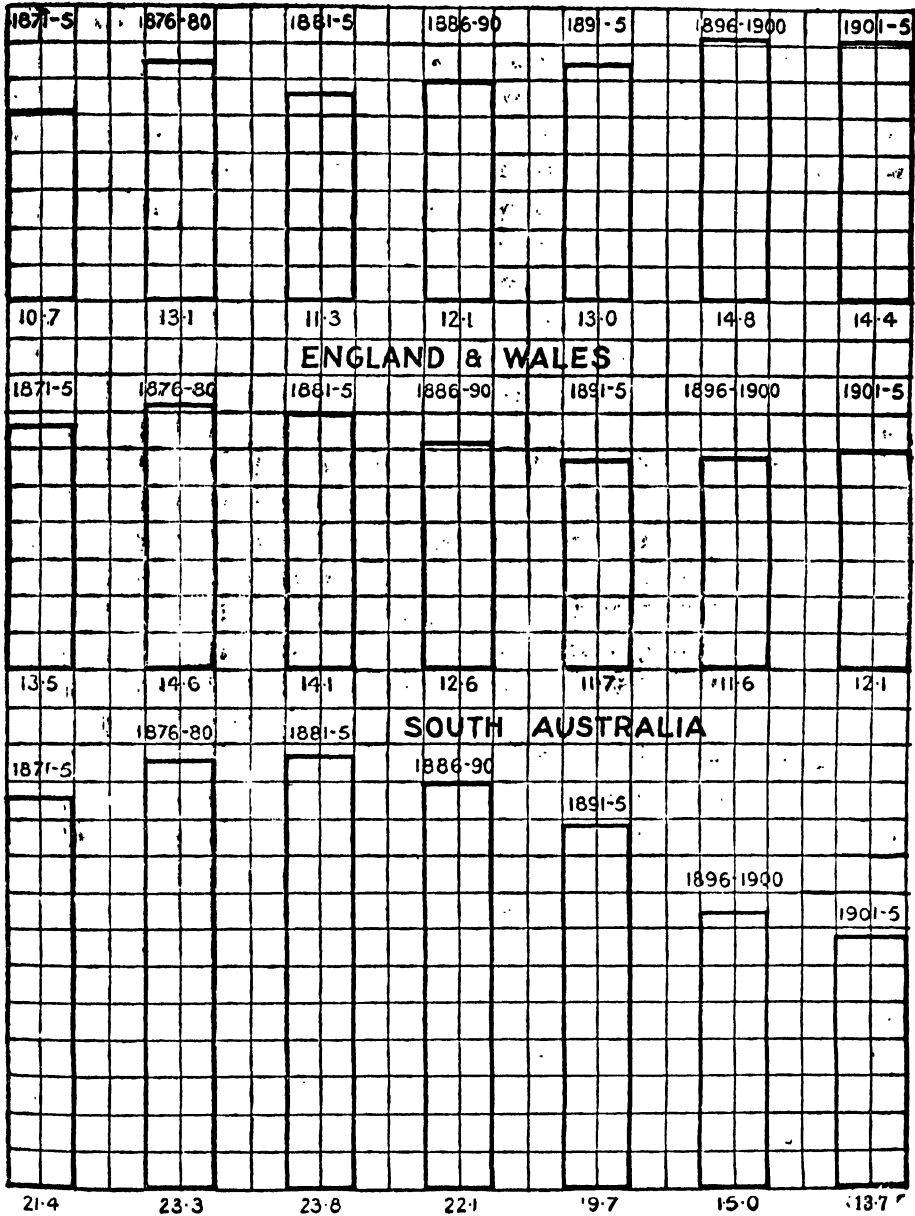 1871-5 1876-80 1881-5 1886-90 1891-5 1896-1900 1901-5
10·7 13·1 11·3 12·1 13·0 14·8 14·4
ENGLAND & WALES
1871-5 1876-80 1881-5 1886-90 1891-5 1896-1900 1901-5
13·5 14·6 14·1 12·6 11·7 11·6 12·1
SOUTH AUSTRALIA
1876-80 1881-5
1871-5 1886-90
1891-5
1896-1900
1901-5
21·4 23·3 23·8 22·1 19·7 15·0 13·7